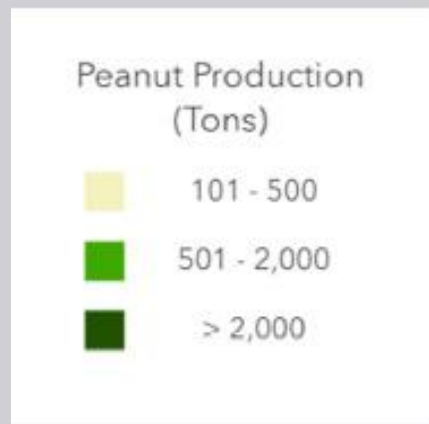 Peanut Production
(Tons)
101 - 500
501 - 2,000
> 2,000